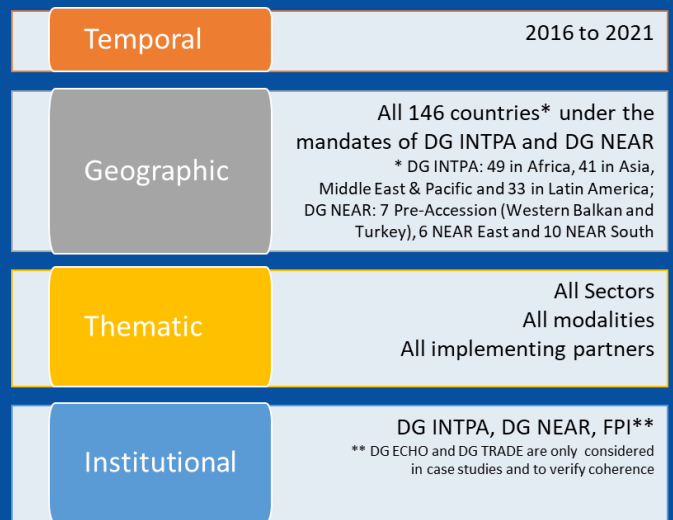 Temporal
2016 to 2021
Geographic
All 146 countries* under the
mandates of DG INTPA and DG NEAR
* DG INTPA: 49 in Africa, 41 in Asia,
Middle East & Pacific and 33 in Latin America;
DG NEAR: 7 Pre-Accession (Western Balkan and
Turkey), 6 NEAR East and 10 NEAR South
Thematic
All Sectors
All modalities
All implementing partners
Institutional
DG INTPA, DG NEAR, FPI**
** DG ECHO and DG TRADE are only considered
in case studies and to verify coherence